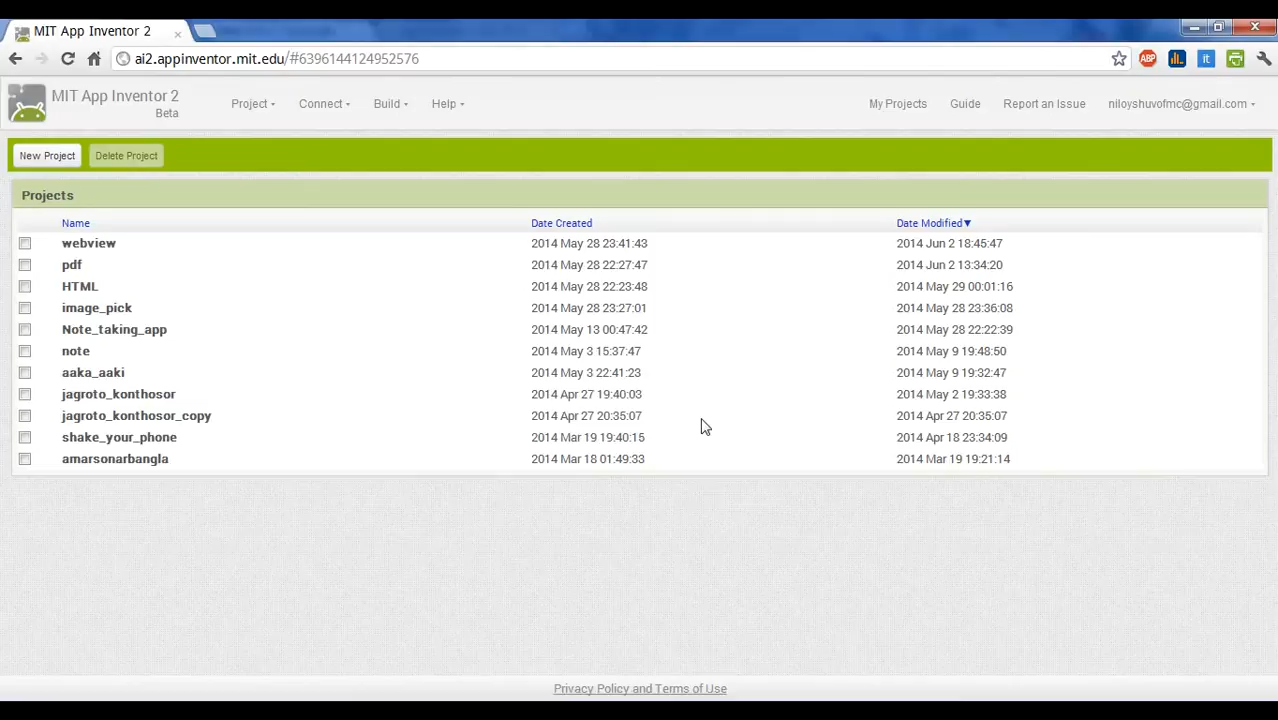 MIT App Inventor 2
ai2.appinventor.mit.edu/#6396144124952576
ABP
it
MIT App Inventor 2
Beta
Project Connect Build Help My Projects Guide Report an Issue niloyshuvofmc@gmail.com
New Project Delete Project
Projects
Name Date Created Date Modified▼
webview 2014 May 28 23:41:43 2014 Jun 2 18:45:47
pdf 2014 May 28 22:27:47 2014 Jun 2 13:34:20
HTML 2014 May 28 22:23:48 2014 May 29 00:01:16
image_pick 2014 May 28 23:27:01 2014 May 28 23:36:08
Note_taking_app 2014 May 13 00:47:42 2014 May 28 22:22:39
note 2014 May 3 15:37:47 2014 May 9 19:48:50
aaka_aaki 2014 May 3 22:41:23 2014 May 9 19:32:47
jagroto_konthosor 2014 Apr 27 19:40:03 2014 May 2 19:33:38
jagroto_konthosor_copy 2014 Apr 27 20:35:07 2014 Apr 27 20:35:07
shake_your_phone 2014 Mar 19 19:40:15 2014 Apr 18 23:34:09
amarsonarbangla 2014 Mar 18 01:49:33 2014 Mar 19 19:21:14
Privacy Policy and Terms of Use